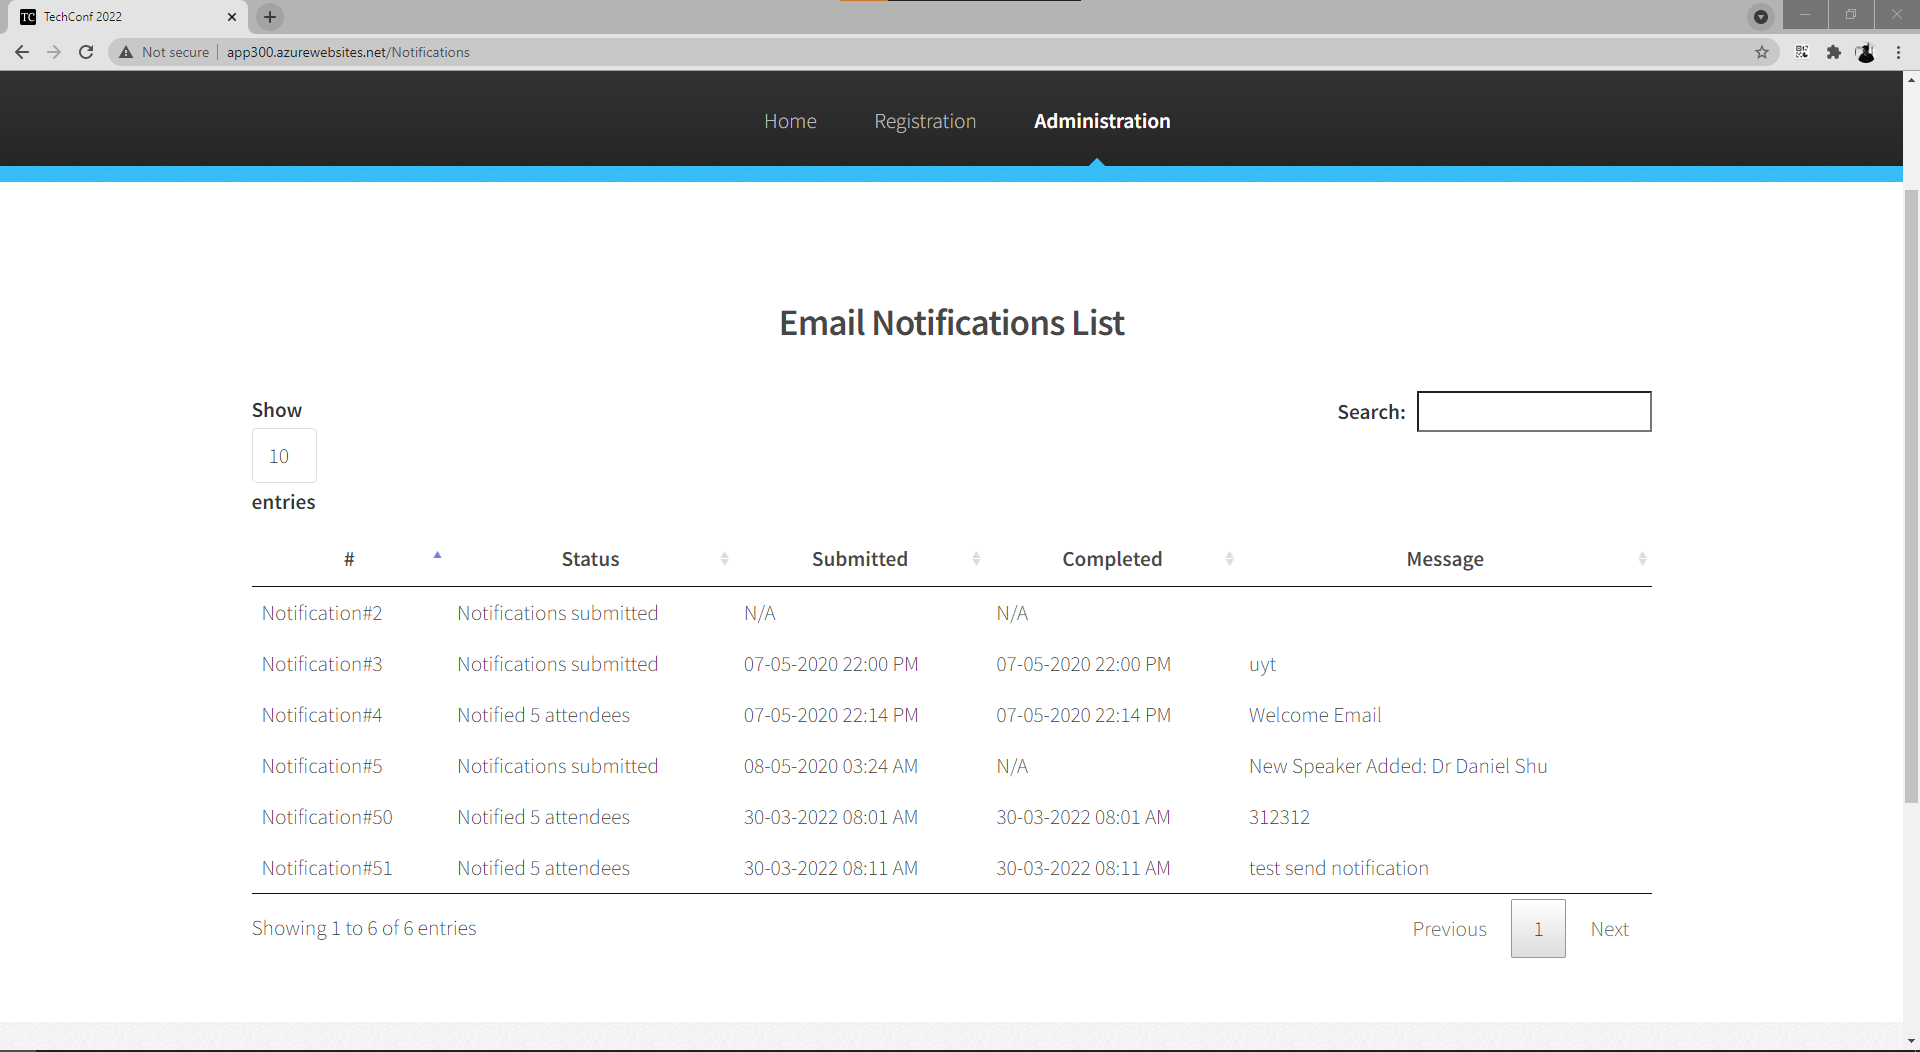 TC TechConf 2022
Not secure app300.azurewebsites.net/Notifications
Home Registration Administration
Email Notifications List
Show
10
entries
Search:
# Status Submitted Completed Message
Notification#2 Notifications submitted N/A N/A
Notification#3 Notifications submitted 07-05-2020 22:00 PM 07-05-2020 22:00 PM uyt
Notification#4 Notified 5 attendees 07-05-2020 22:14 PM 07-05-2020 22:14 PM Welcome Email
Notification#5 Notifications submitted 08-05-2020 03:24 AM N/A New Speaker Added: Dr Daniel Shu
Notification#50 Notified 5 attendees 30-03-2022 08:01 AM 30-03-2022 08:01 AM 312312
Notification#51 Notified 5 attendees 30-03-2022 08:11 AM 30-03-2022 08:11 AM test send notification
Showing 1 to 6 of 6 entries Previous 1 Next